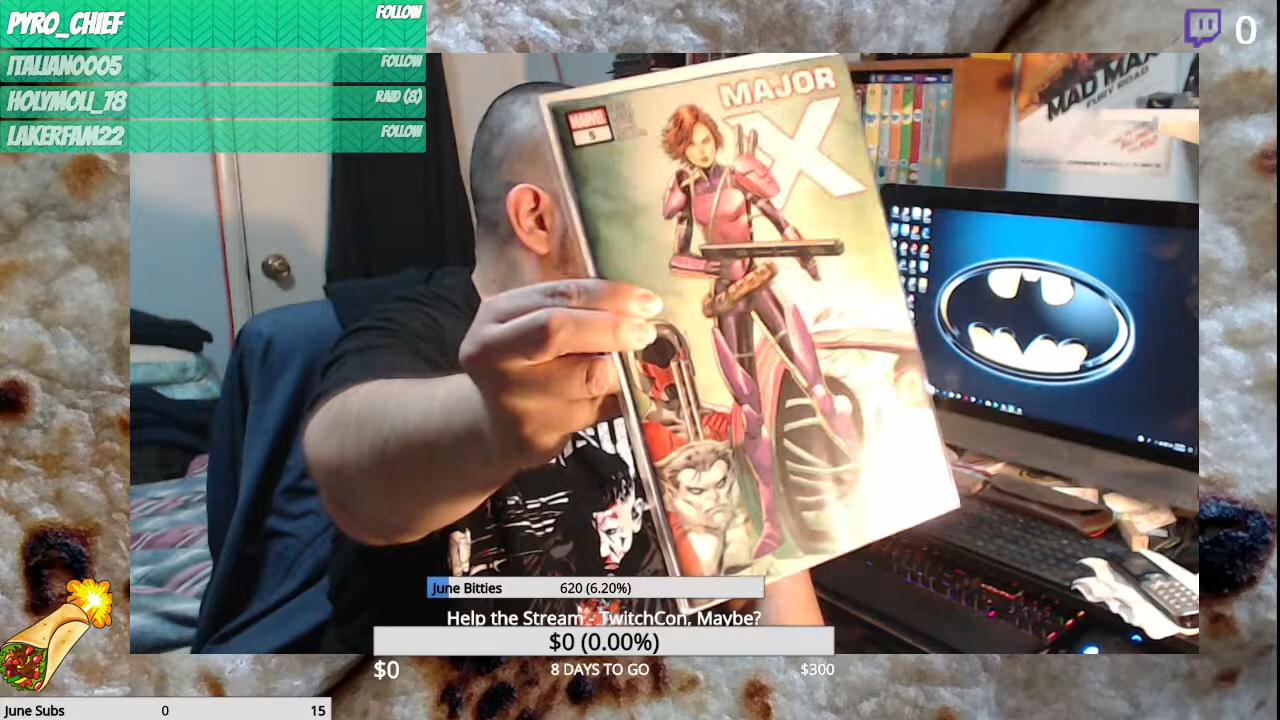 PYRO_CHIEF FOLLOW
ITALIANO005 FOLLOW
HOLYMOLI_78 RAID (8)
LAKERFAM22 FOLLOW
0
MAJOR
X
MARVEL
5
MAD MAX
FURY ROAD
June Bitties 620 (6.20%)
Help the Stream - TwitchCon, Maybe?
$0 (0.00%)
$0 8 DAYS TO GO $300
June Subs 0 15